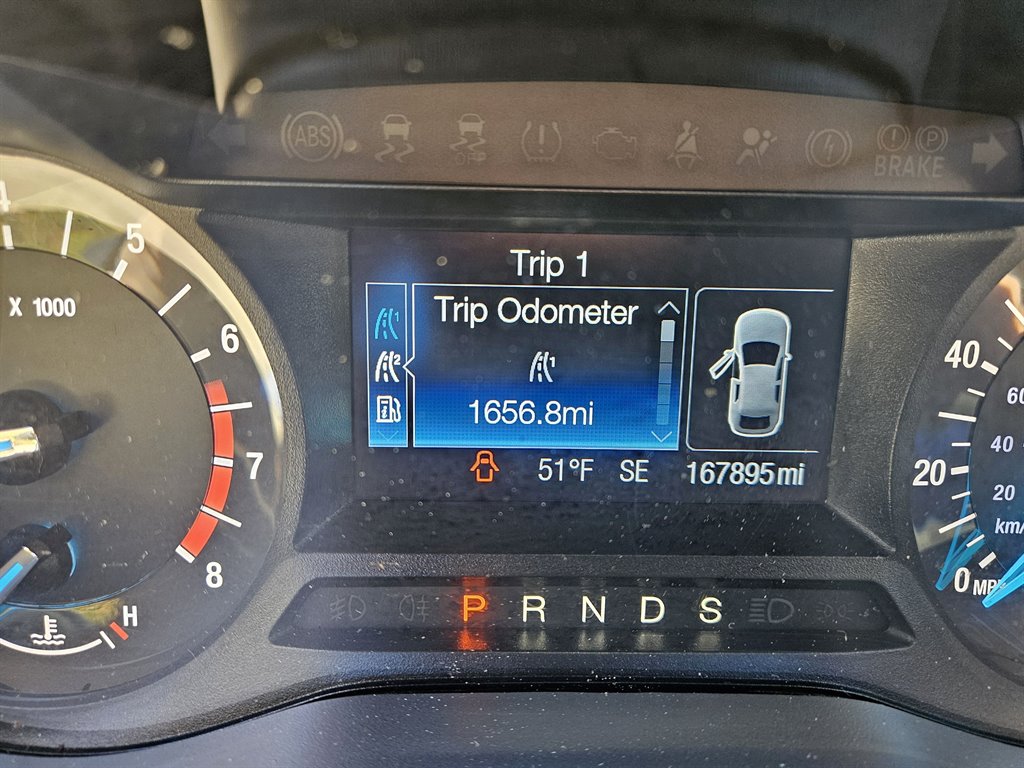 ABS
OFF
BRAKE
P
4
5
6
7
8
X 1000
H
Trip 1
Trip Odometer
1
2
1
1656.8mi
51°F SE 167895mi
P R N D S
40
20
0 MPH
60
40
20
km/